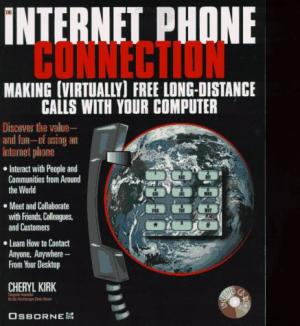 THE
INTERNET PHONE
CONNECTION
MAKING (VIRTUALLY) FREE LONG-DISTANCE
CALLS WITH YOUR COMPUTER
Discover the value—
and fun—of using an
Internet phone
• Interact with People and
Communities from Around
the World
• Meet and Collaborate
with Friends, Colleagues,
and Customers
• Learn How to Contact
Anyone, Anywhere –
From Your Desktop
CHERYL KIRK
OSBORNE